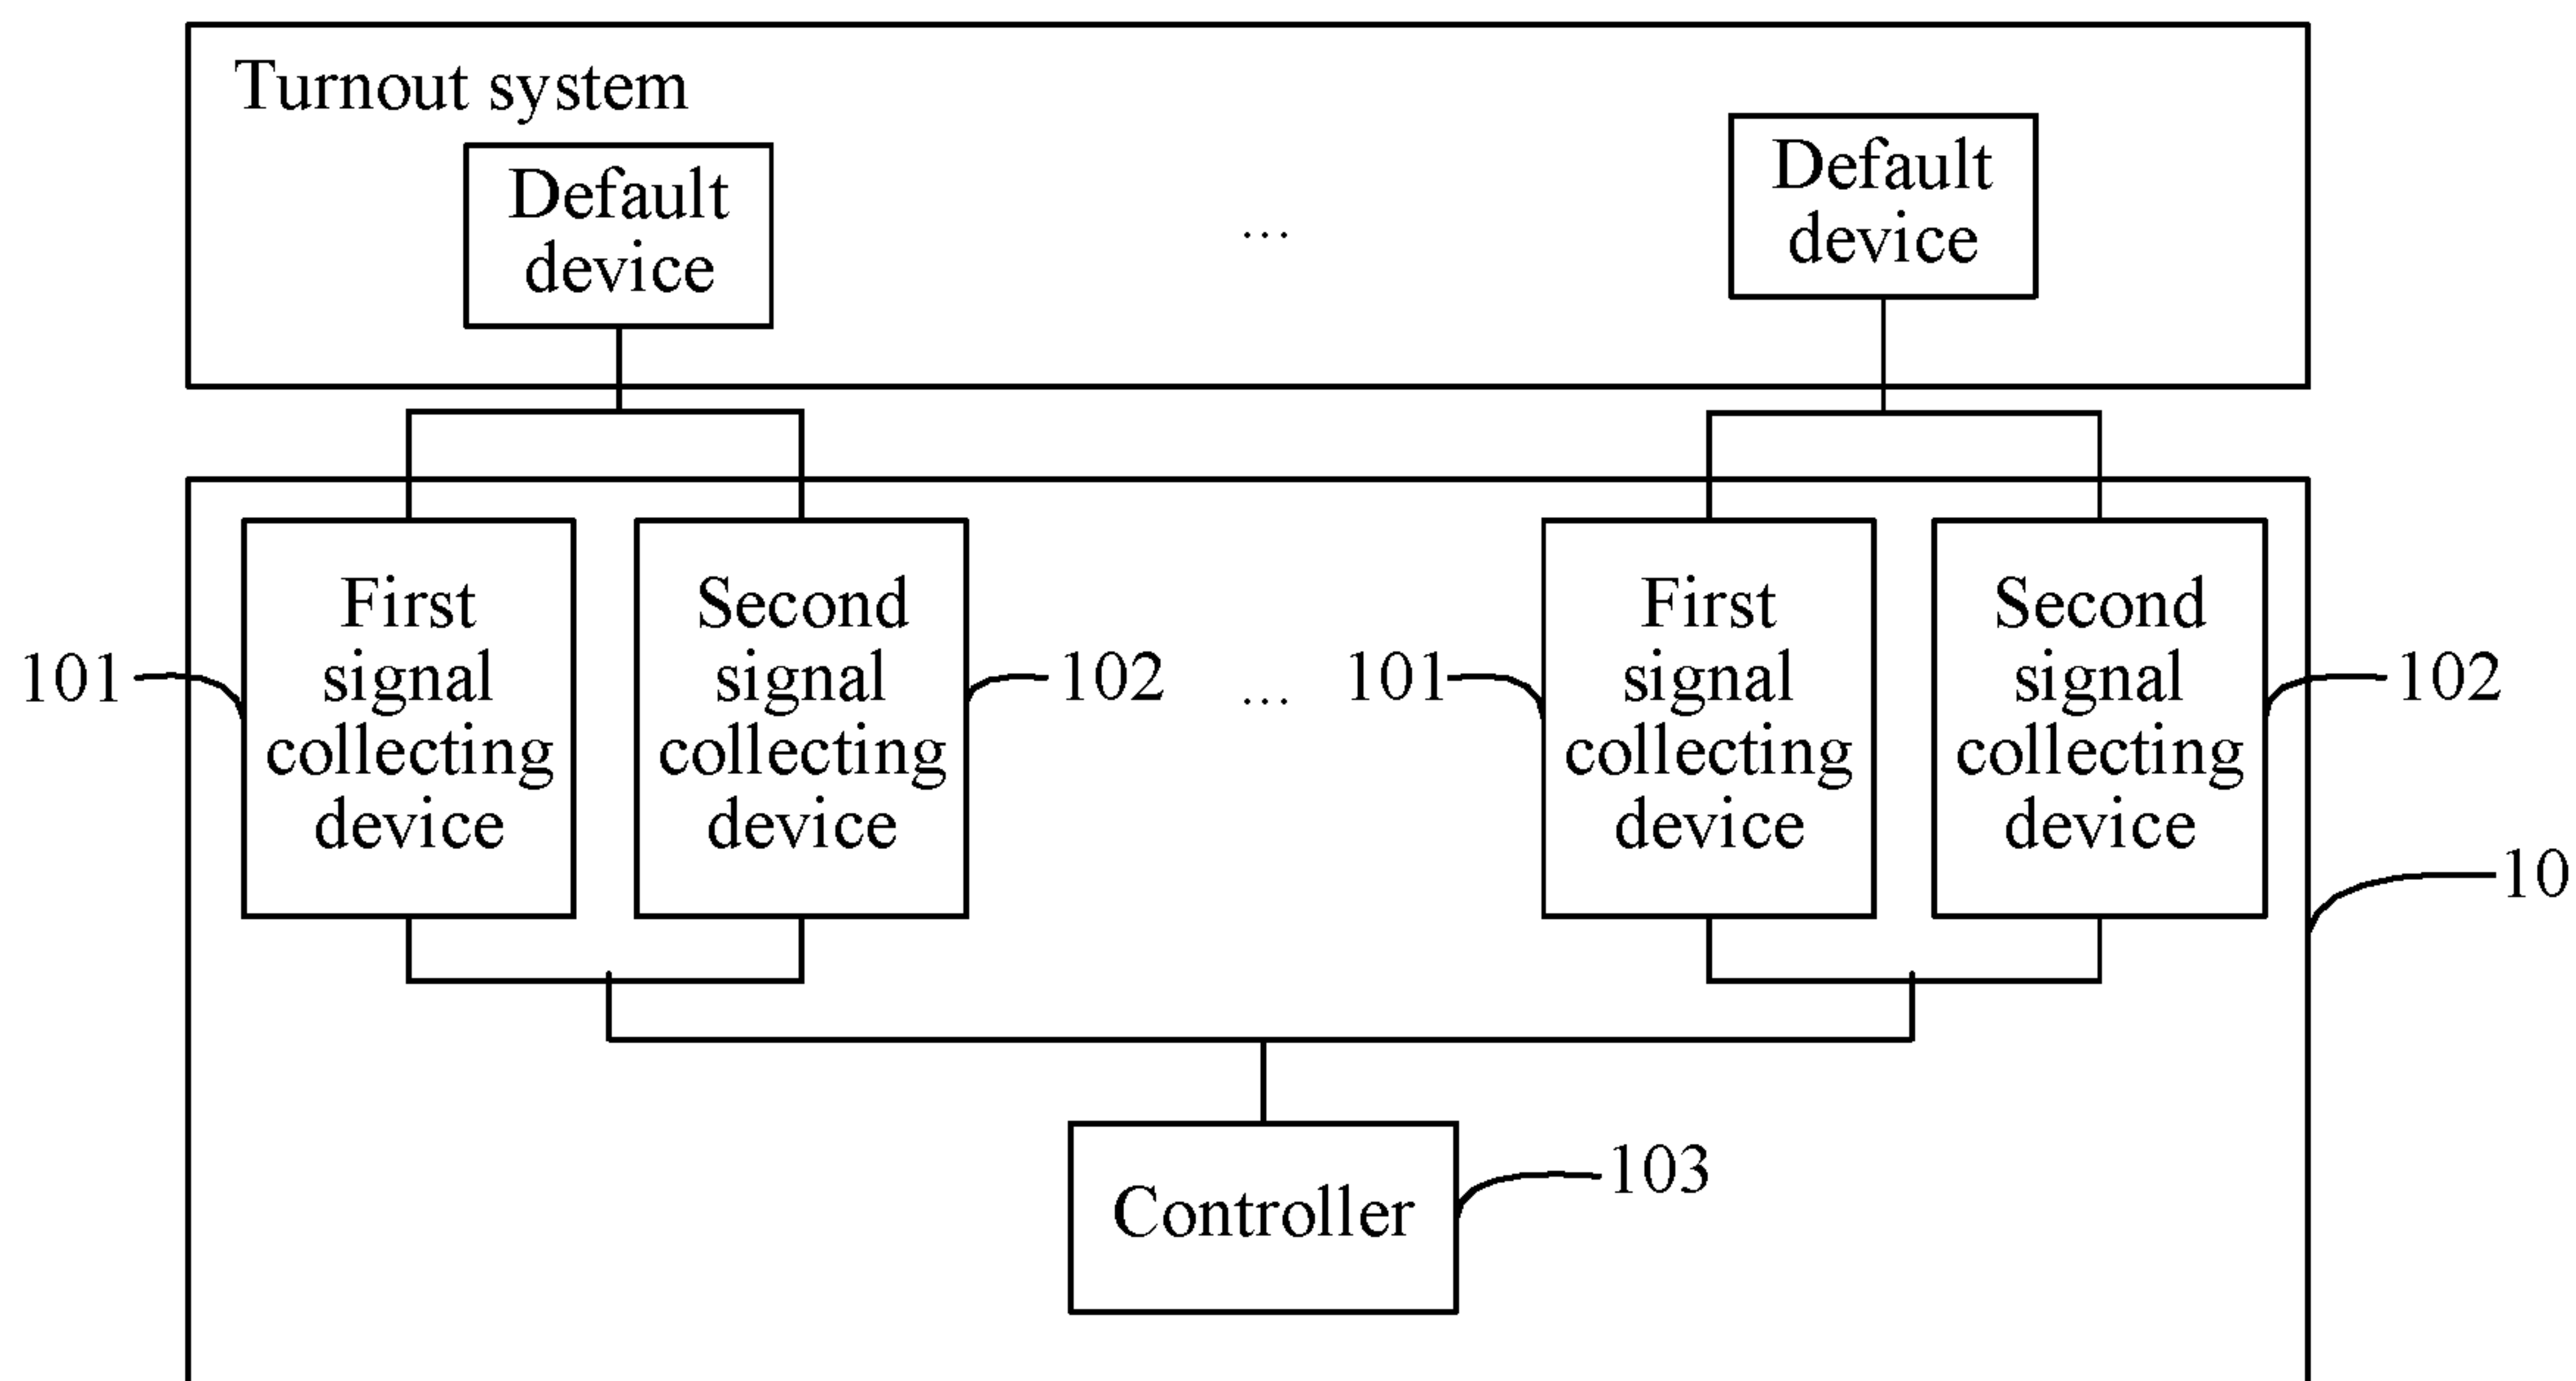 Turnout system
Default
device
...
Default
device
First
signal
collecting
device
Second
signal
collecting
device
First
signal
collecting
device
Second
signal
collecting
device
101
102
...
101
102
10
Controller
103